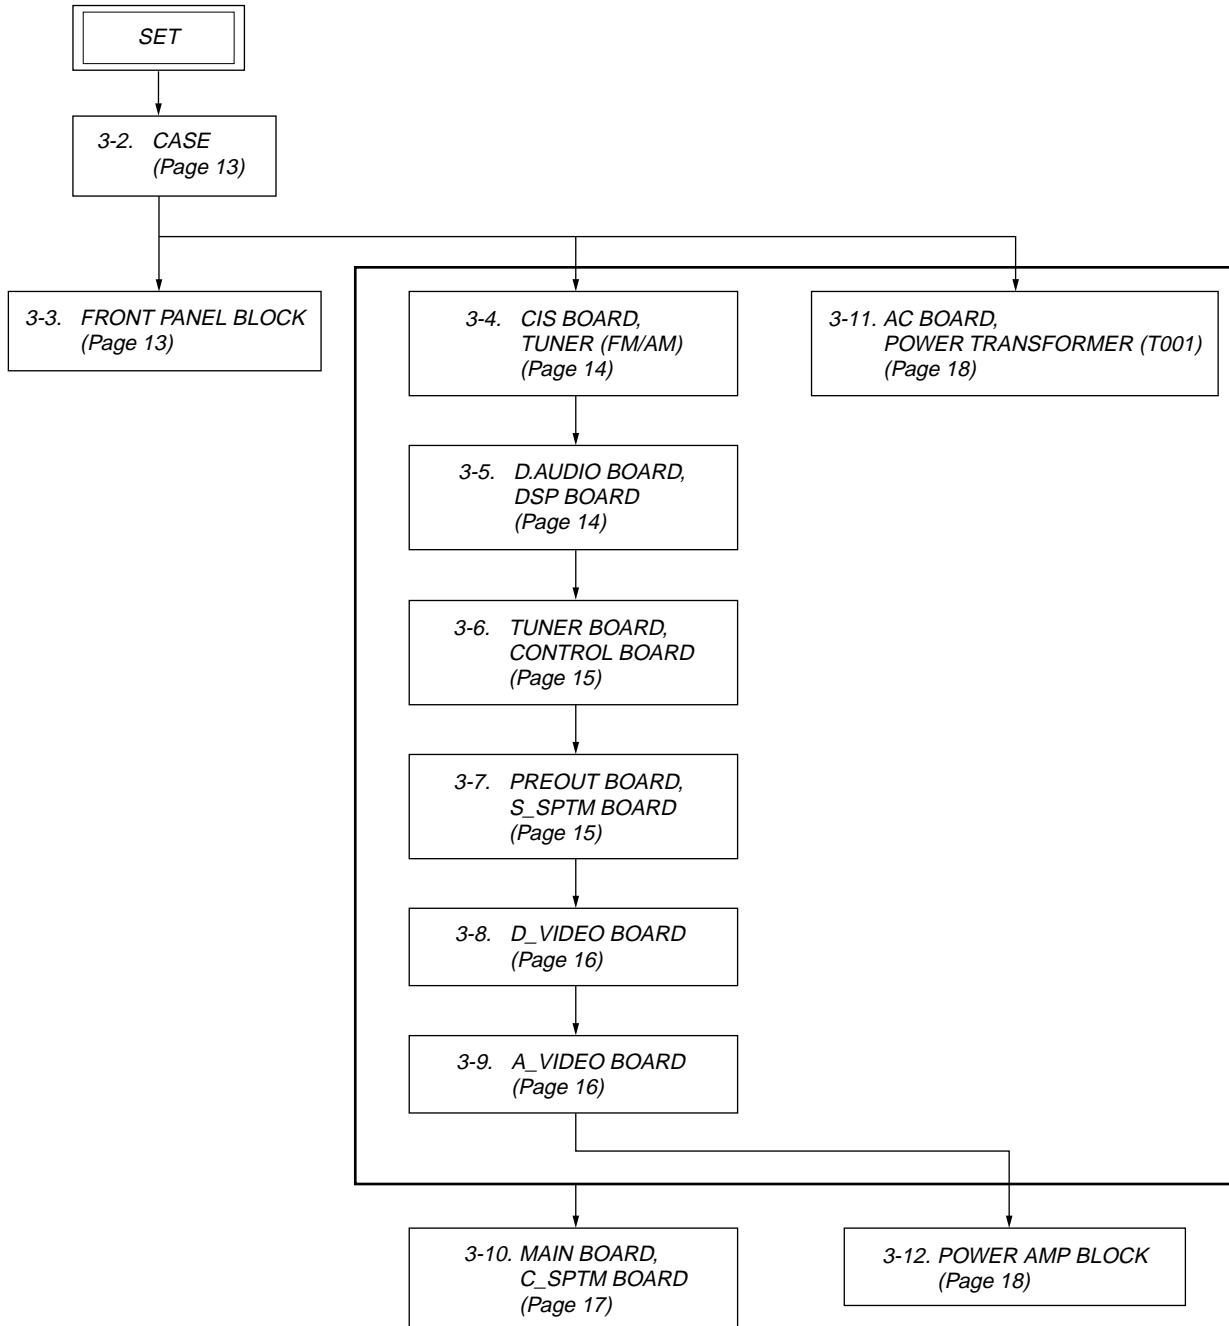 SET
3-2. CASE
(Page 13)
3-3. FRONT PANEL BLOCK
(Page 13)
3-4. CIS BOARD,
TUNER (FM/AM)
(Page 14)
3-11. AC BOARD,
POWER TRANSFORMER (T001)
(Page 18)
3-5. D.AUDIO BOARD,
DSP BOARD
(Page 14)
3-6. TUNER BOARD,
CONTROL BOARD
(Page 15)
3-7. PREOUT BOARD,
S_SPTM BOARD
(Page 15)
3-8. D_VIDEO BOARD
(Page 16)
3-9. A_VIDEO BOARD
(Page 16)
3-10. MAIN BOARD,
C_SPTM BOARD
(Page 17)
3-12. POWER AMP BLOCK
(Page 18)